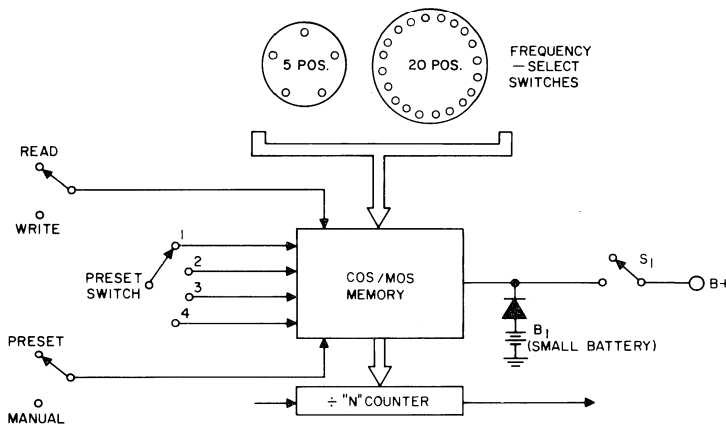 5 POS.
20 POS.
FREQUENCY
—SELECT
SWITCHES
READ
WRITE
PRESET
SWITCH
1
2
3
4
COS/MOS
MEMORY
S1
B+
B1
(SMALL BATTERY)
PRESET
MANUAL
÷ "N" COUNTER